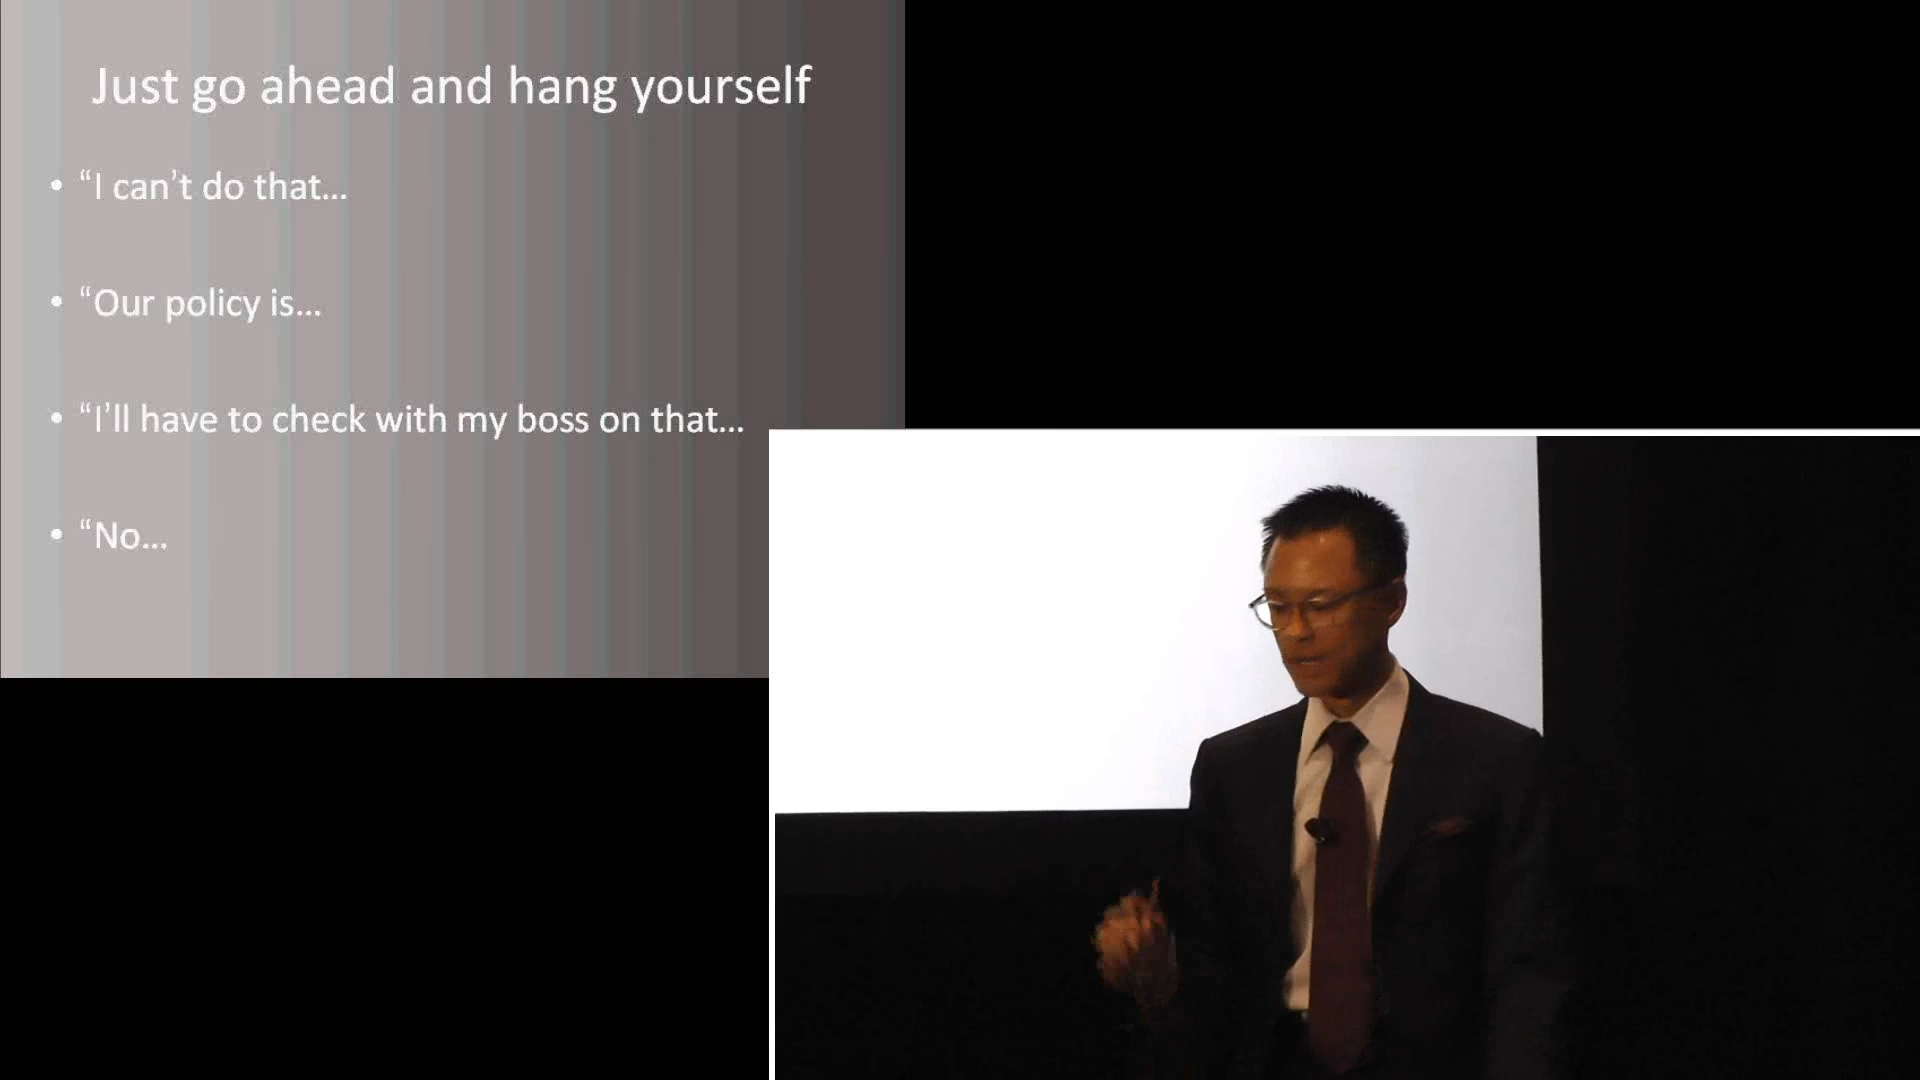 Just go ahead and hang yourself
• “I can’t do that...
• “Our policy is...
• “I’ll have to check with my boss on that...
• “No...